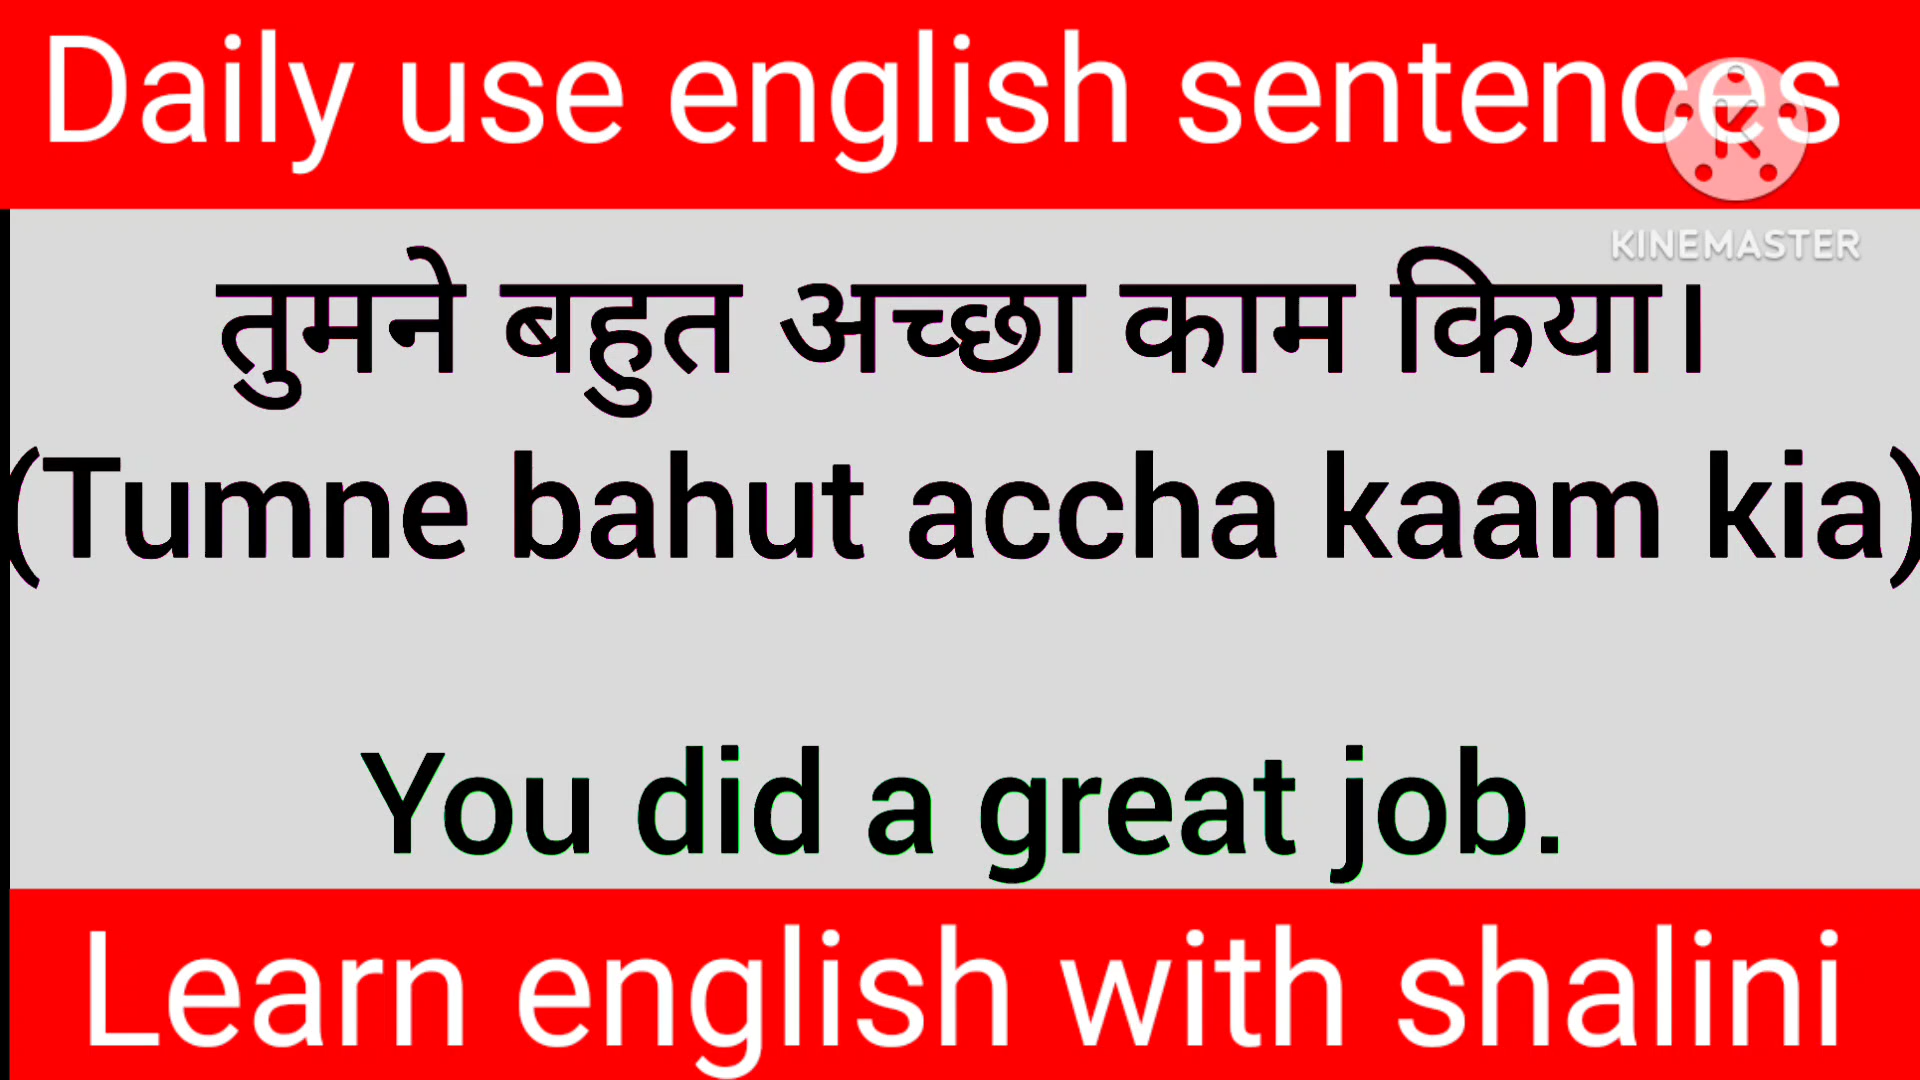 Daily use english sentences
KINEMASTER
तुमने बहुत अच्छा काम किया।
(Tumne bahut accha kaam kia)
You did a great job.
Learn english with shalini